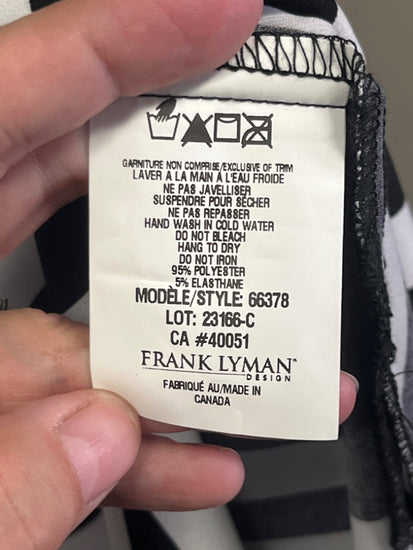 GARNITURE NON COMPRISE/EXCLUSIVE OF TRIM
LAVER A LA MAIN À L'EAU FROIDE
NE PAS JAVELLISER
SUSPENDRE POUR SÉCHER
NE PAS REPASSER
HAND WASH IN COLD WATER
DO NOT BLEACH
HANG TO DRY
DO NOT IRON
95% POLYESTER
5% ELASTHANE
MODÈLE/STYLE: 66378
LOT: 23166-C
CA #40051
FRANK LYMAN
DESIGN
FABRIQUÉ AU/MADE IN
CANADA